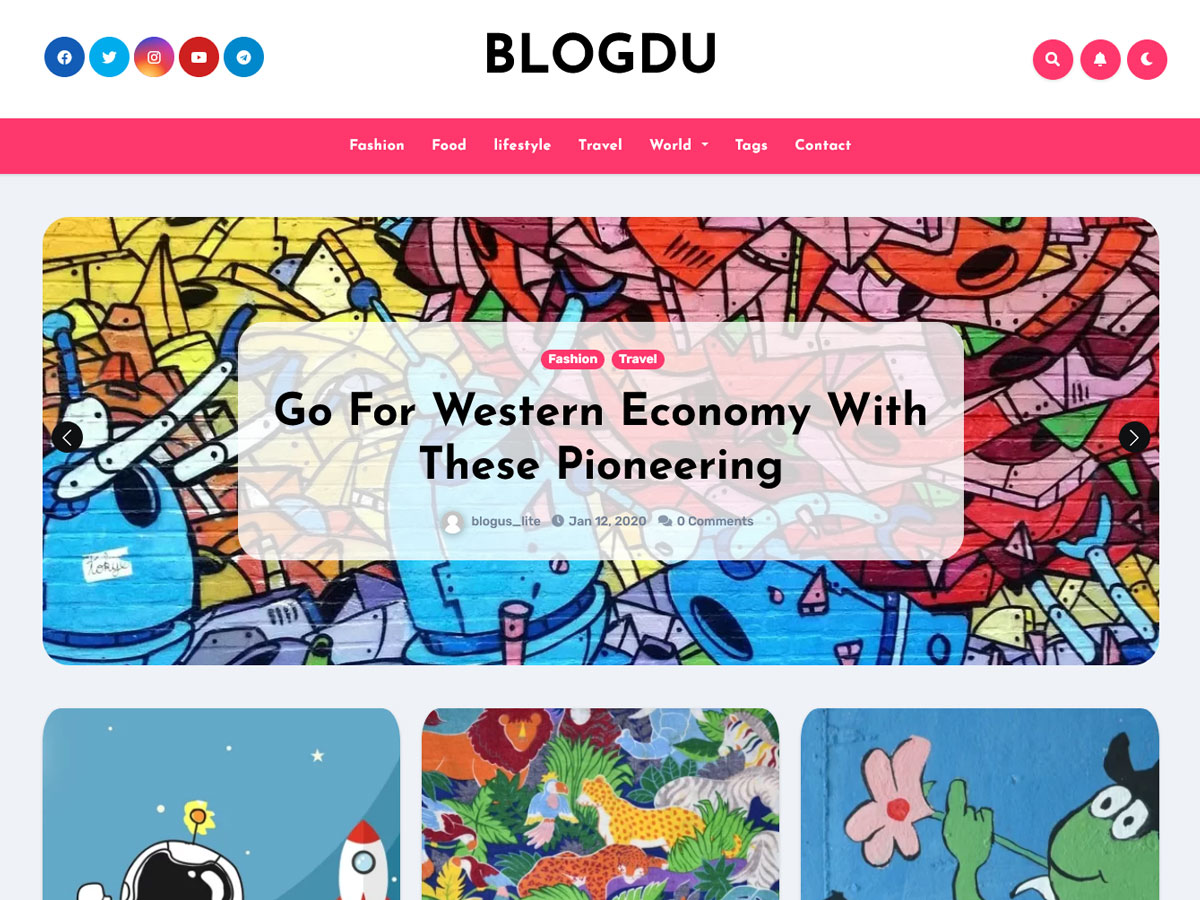 BLOGDU
Fashion Food lifestyle Travel World Tags Contact
Fashion Travel
Go For Western Economy With
These Pioneering
blogus_lite Jan 12, 2020 0 Comments